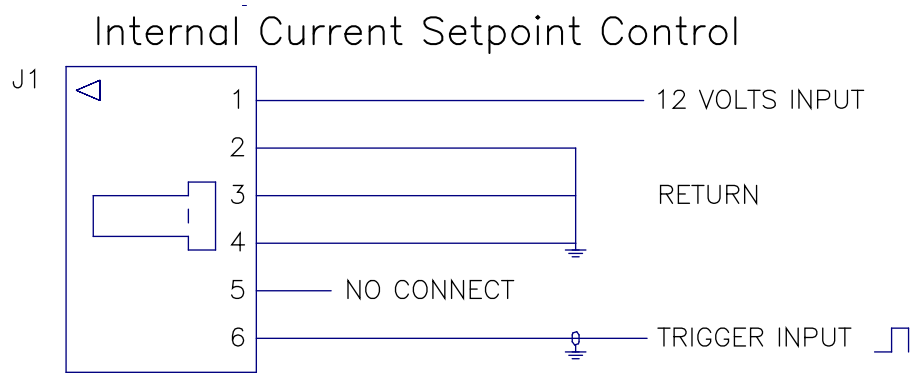 Internal Current Setpoint Control
J1
1 12 VOLTS INPUT
2
3 RETURN
4
5 NO CONNECT
6 TRIGGER INPUT